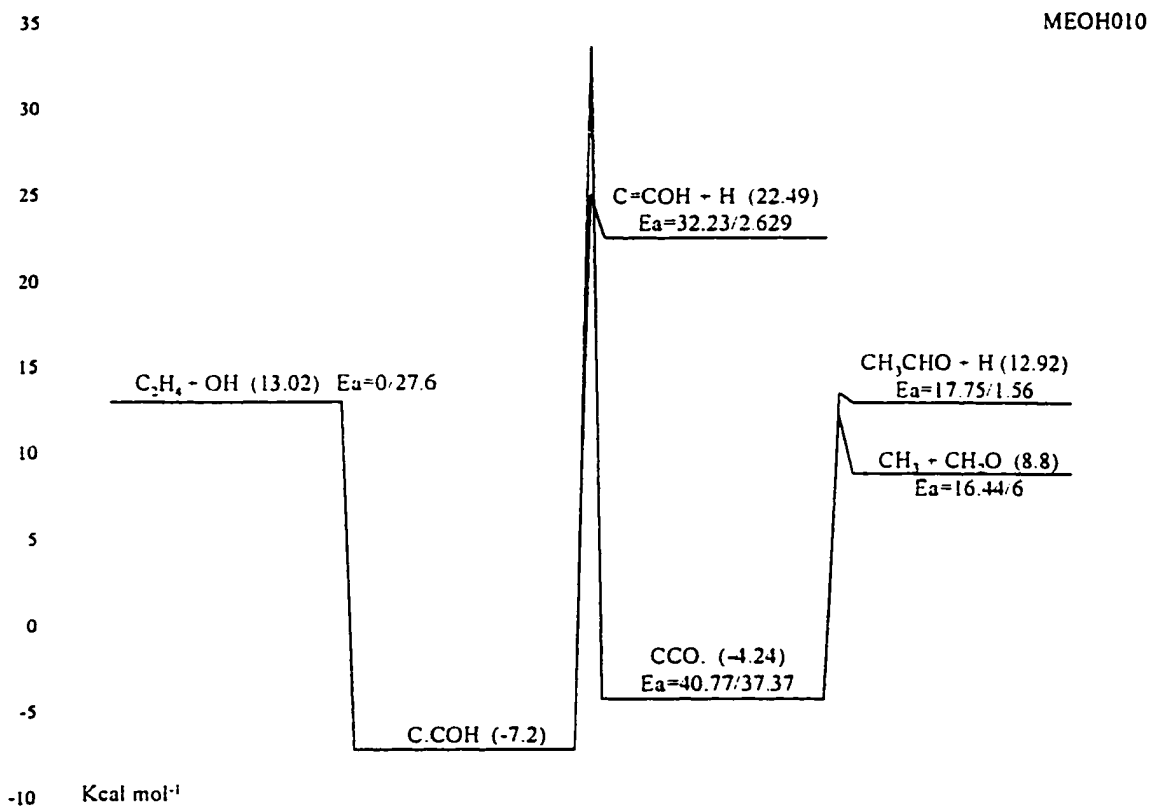 MEOH010
35
30
25
20
15
10
5
0
-5
-10
Kcal mol⁻¹
C=COH + H (22.49)
Ea=32.23/2.629
C₂H₄ + OH (13.02) Ea=0/27.6
CH₃CHO + H (12.92)
Ea=17.75/1.56
CH₃ + CH₂O (8.8)
Ea=16.44/6
CCO. (-4.24)
Ea=40.77/37.37
C.COH (-7.2)